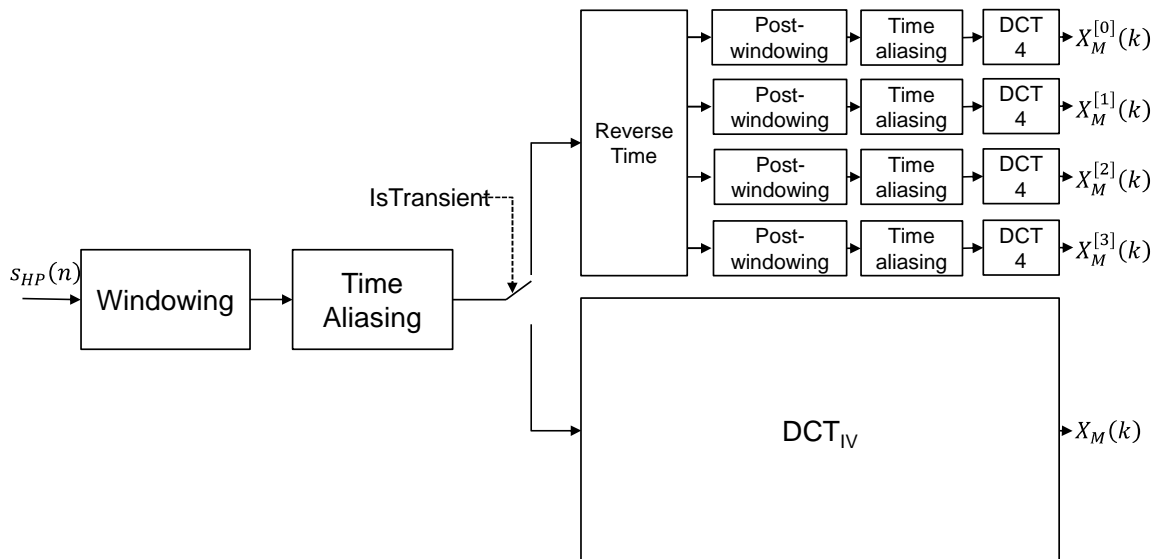 Post-windowing
Time aliasing
DCT 4
$X_M^{[0]}(k)$
Post-windowing
Time aliasing
DCT 4
$X_M^{[1]}(k)$
Reverse Time
Post-windowing
Time aliasing
DCT 4
$X_M^{[2]}(k)$
IsTransient
Post-windowing
Time aliasing
DCT 4
$X_M^{[3]}(k)$
$s_{HP}(n)$
Windowing
Time Aliasing
DCT$_{IV}$
$X_M(k)$